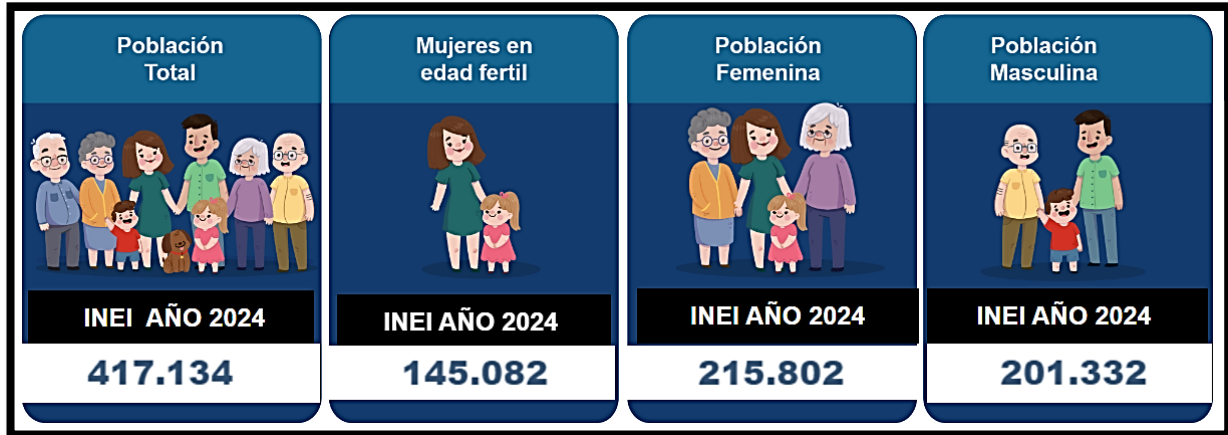 Población
Total
INEI  AÑO 2024
417.134
Mujeres en
edad fertil
INEI AÑO 2024
145.082
Población
Femenina
INEI AÑO 2024
215.802
Población
Masculina
INEI AÑO 2024
201.332